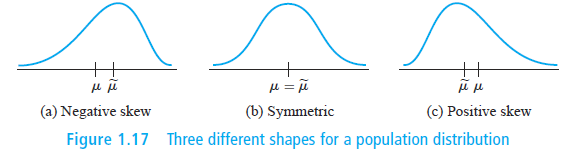 μ μ̃
μ = μ̃
μ̃ μ
(a) Negative skew
(b) Symmetric
(c) Positive skew
Figure 1.17 Three different shapes for a population distribution